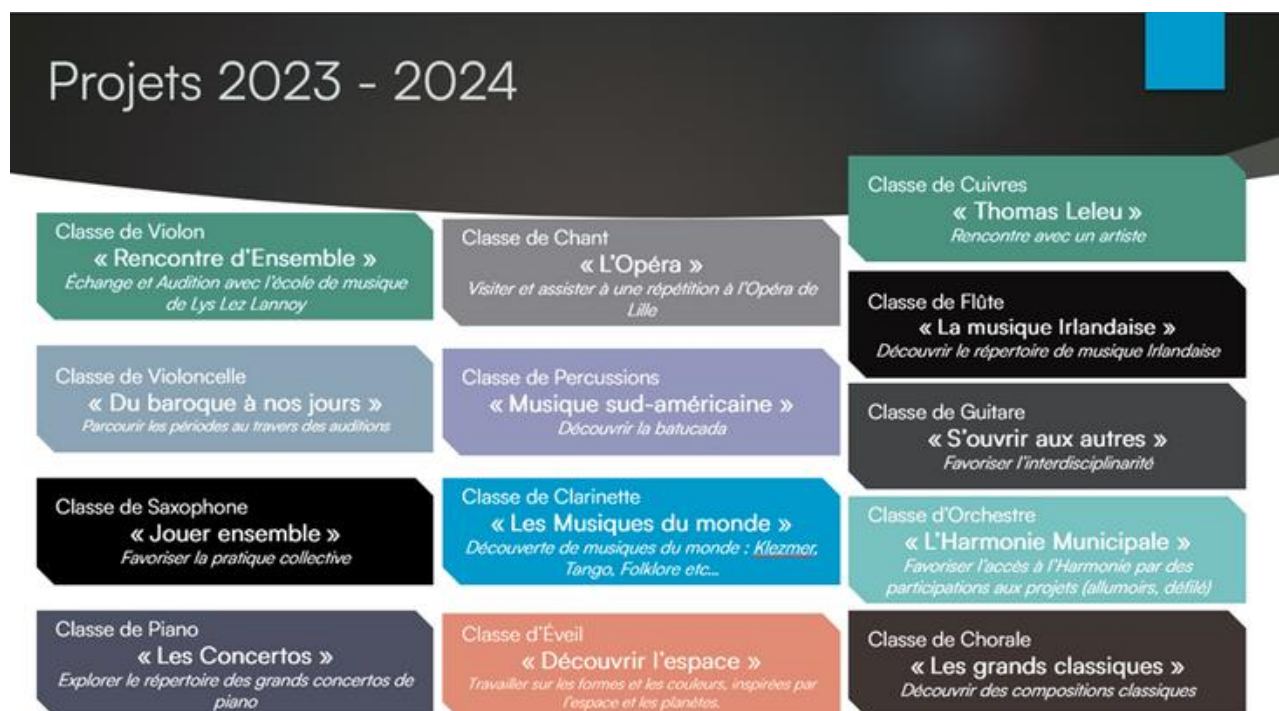 Projets 2023 - 2024
Classe de Violon
« Rencontre d'Ensemble »
Échange et Audition avec l'école de musique
de Lys Lez Lannoy
Classe de Violoncelle
« Du baroque à nos jours »
Parcourir les périodes au travers des auditions
Classe de Saxophone
« Jouer ensemble »
Favoriser la pratique collective
Classe de Piano
« Les Concertos »
Explorer le répertoire des grands concertos de
piano
Classe de Chant
« L'Opéra »
Visiter et assister à une répétition à l'Opéra de
Lille
Classe de Percussions
« Musique sud-américaine »
Découvrir la batucada
Classe de Clarinette
« Les Musiques du monde »
Découverte de musiques du monde : Klezmer,
Tango, Folklore etc...
Classe d'Éveil
« Découvrir l'espace »
Travailler sur les formes et les couleurs, inspirées par
l'espace et les planètes.
Classe de Cuivres
« Thomas Leleu »
Rencontre avec un artiste
Classe de Flûte
« La musique Irlandaise »
Découvrir le répertoire de musique Irlandaise
Classe de Guitare
« S'ouvrir aux autres »
Favoriser l'interdisciplinarité
Classe d'Orchestre
« L'Harmonie Municipale »
Favoriser l'accès à l'Harmonie par des
participations aux projets (allumoirs, défilé)
Classe de Chorale
« Les grands classiques »
Découvrir des compositions classiques